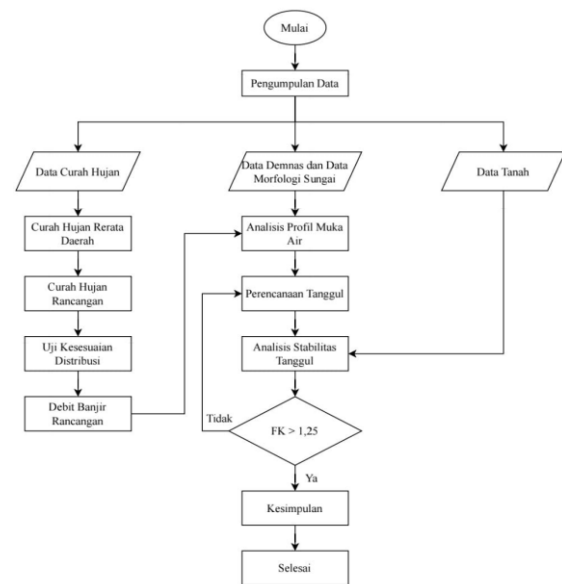 Mulai
Pengumpulan Data
Data Curah Hujan
Data Demnas dan Data
Morfologi Sungai
Data Tanah
Curah Hujan Rerata
Daerah
Analisis Profil Muka
Air
Curah Hujan
Rancangan
Perencanaan Tanggul
Uji Kesesuaian
Distribusi
Analisis Stabilitas
Tanggul
Debit Banjir
Rancangan
Tidak
FK > 1,25
Ya
Kesimpulan
Selesai